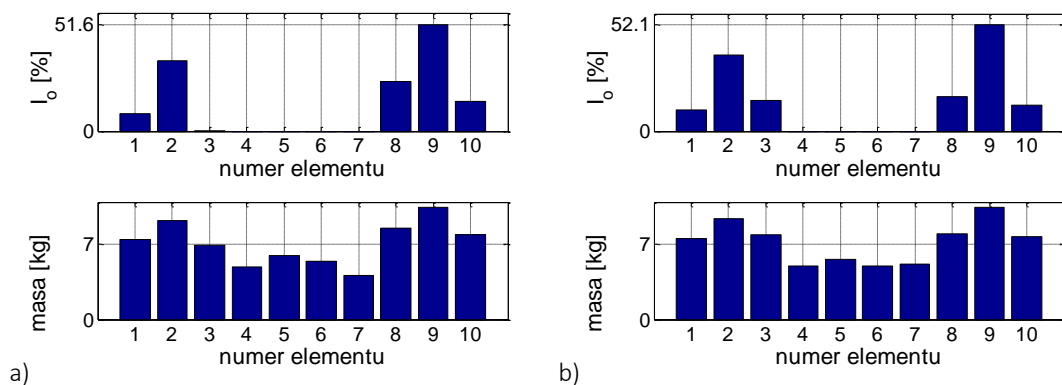 51.6
I_o [%]
0
1 2 3 4 5 6 7 8 9 10
numer elementu
7
masa [kg]
0
1 2 3 4 5 6 7 8 9 10
numer elementu
a)
52.1
I_o [%]
0
1 2 3 4 5 6 7 8 9 10
numer elementu
7
masa [kg]
0
1 2 3 4 5 6 7 8 9 10
numer elementu
b)